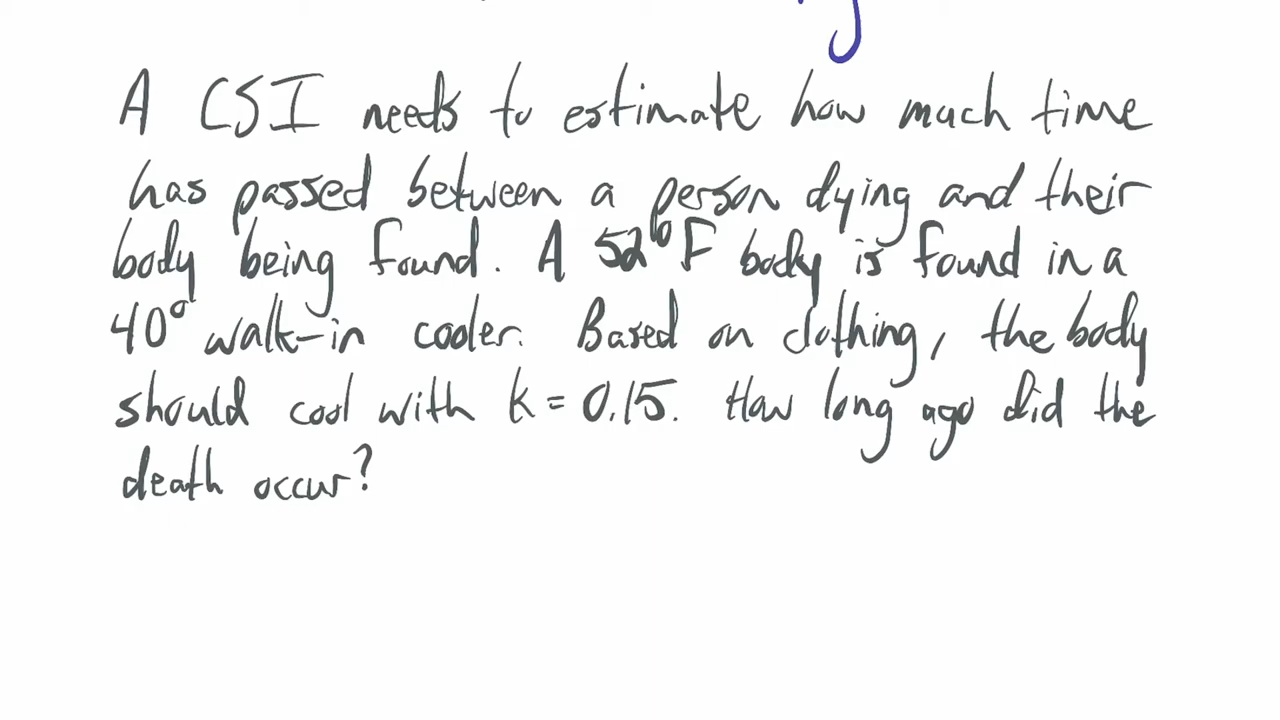 A CSI needs to estimate how much time
has passed between a person dying and their
body being found. A 52°F body is found in a
40° walk-in cooler. Based on clothing, the body
should cool with k = 0.15. How long ago did the
death occur?